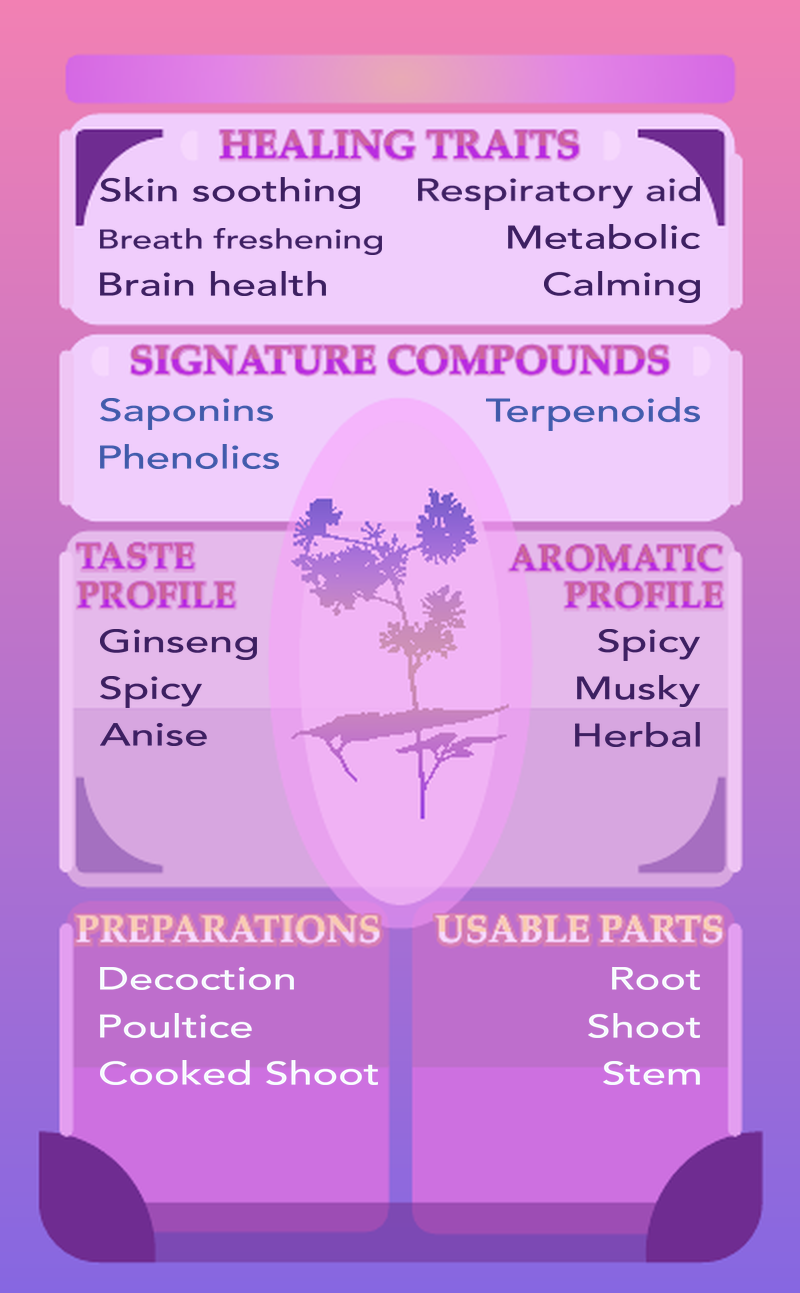 HEALING TRAITS
Skin soothing Respiratory aid
Breath freshening Metabolic
Brain health Calming
SIGNATURE COMPOUNDS
Saponins Terpenoids
Phenolics
TASTE
PROFILE
Ginseng
Spicy
Anise
AROMATIC
PROFILE
Spicy
Musky
Herbal
PREPARATIONS
Decoction
Poultice
Cooked Shoot
USABLE PARTS
Root
Shoot
Stem